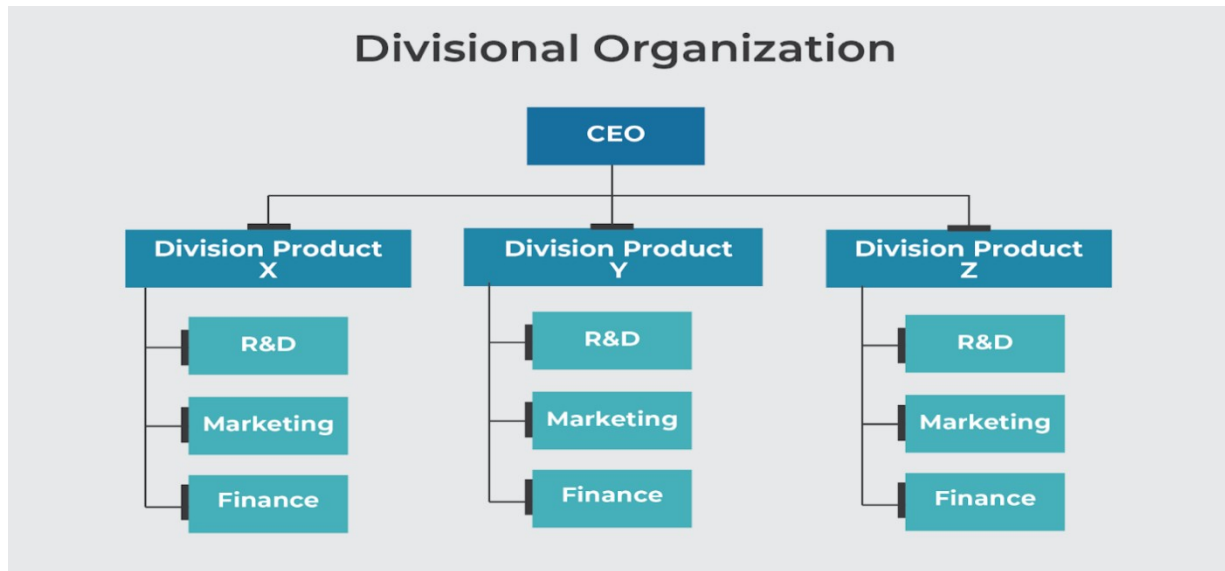 Divisional Organization
CEO
Division Product
X
R&D
Marketing
Finance
Division Product
Y
R&D
Marketing
Finance
Division Product
Z
R&D
Marketing
Finance